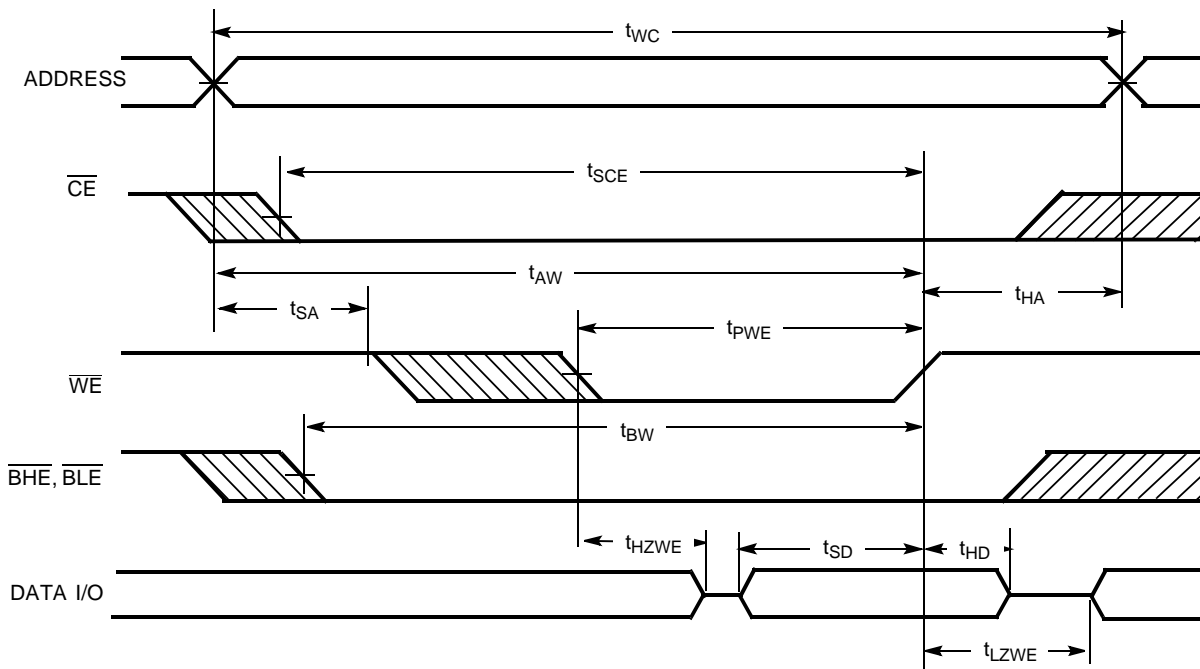 tWC
ADDRESS
tSCE
CE
tAW
tSA
tHA
tPWE
WE
tBW
BHE, BLE
tHZWE
tSD
tHD
DATA I/O
tLZWE